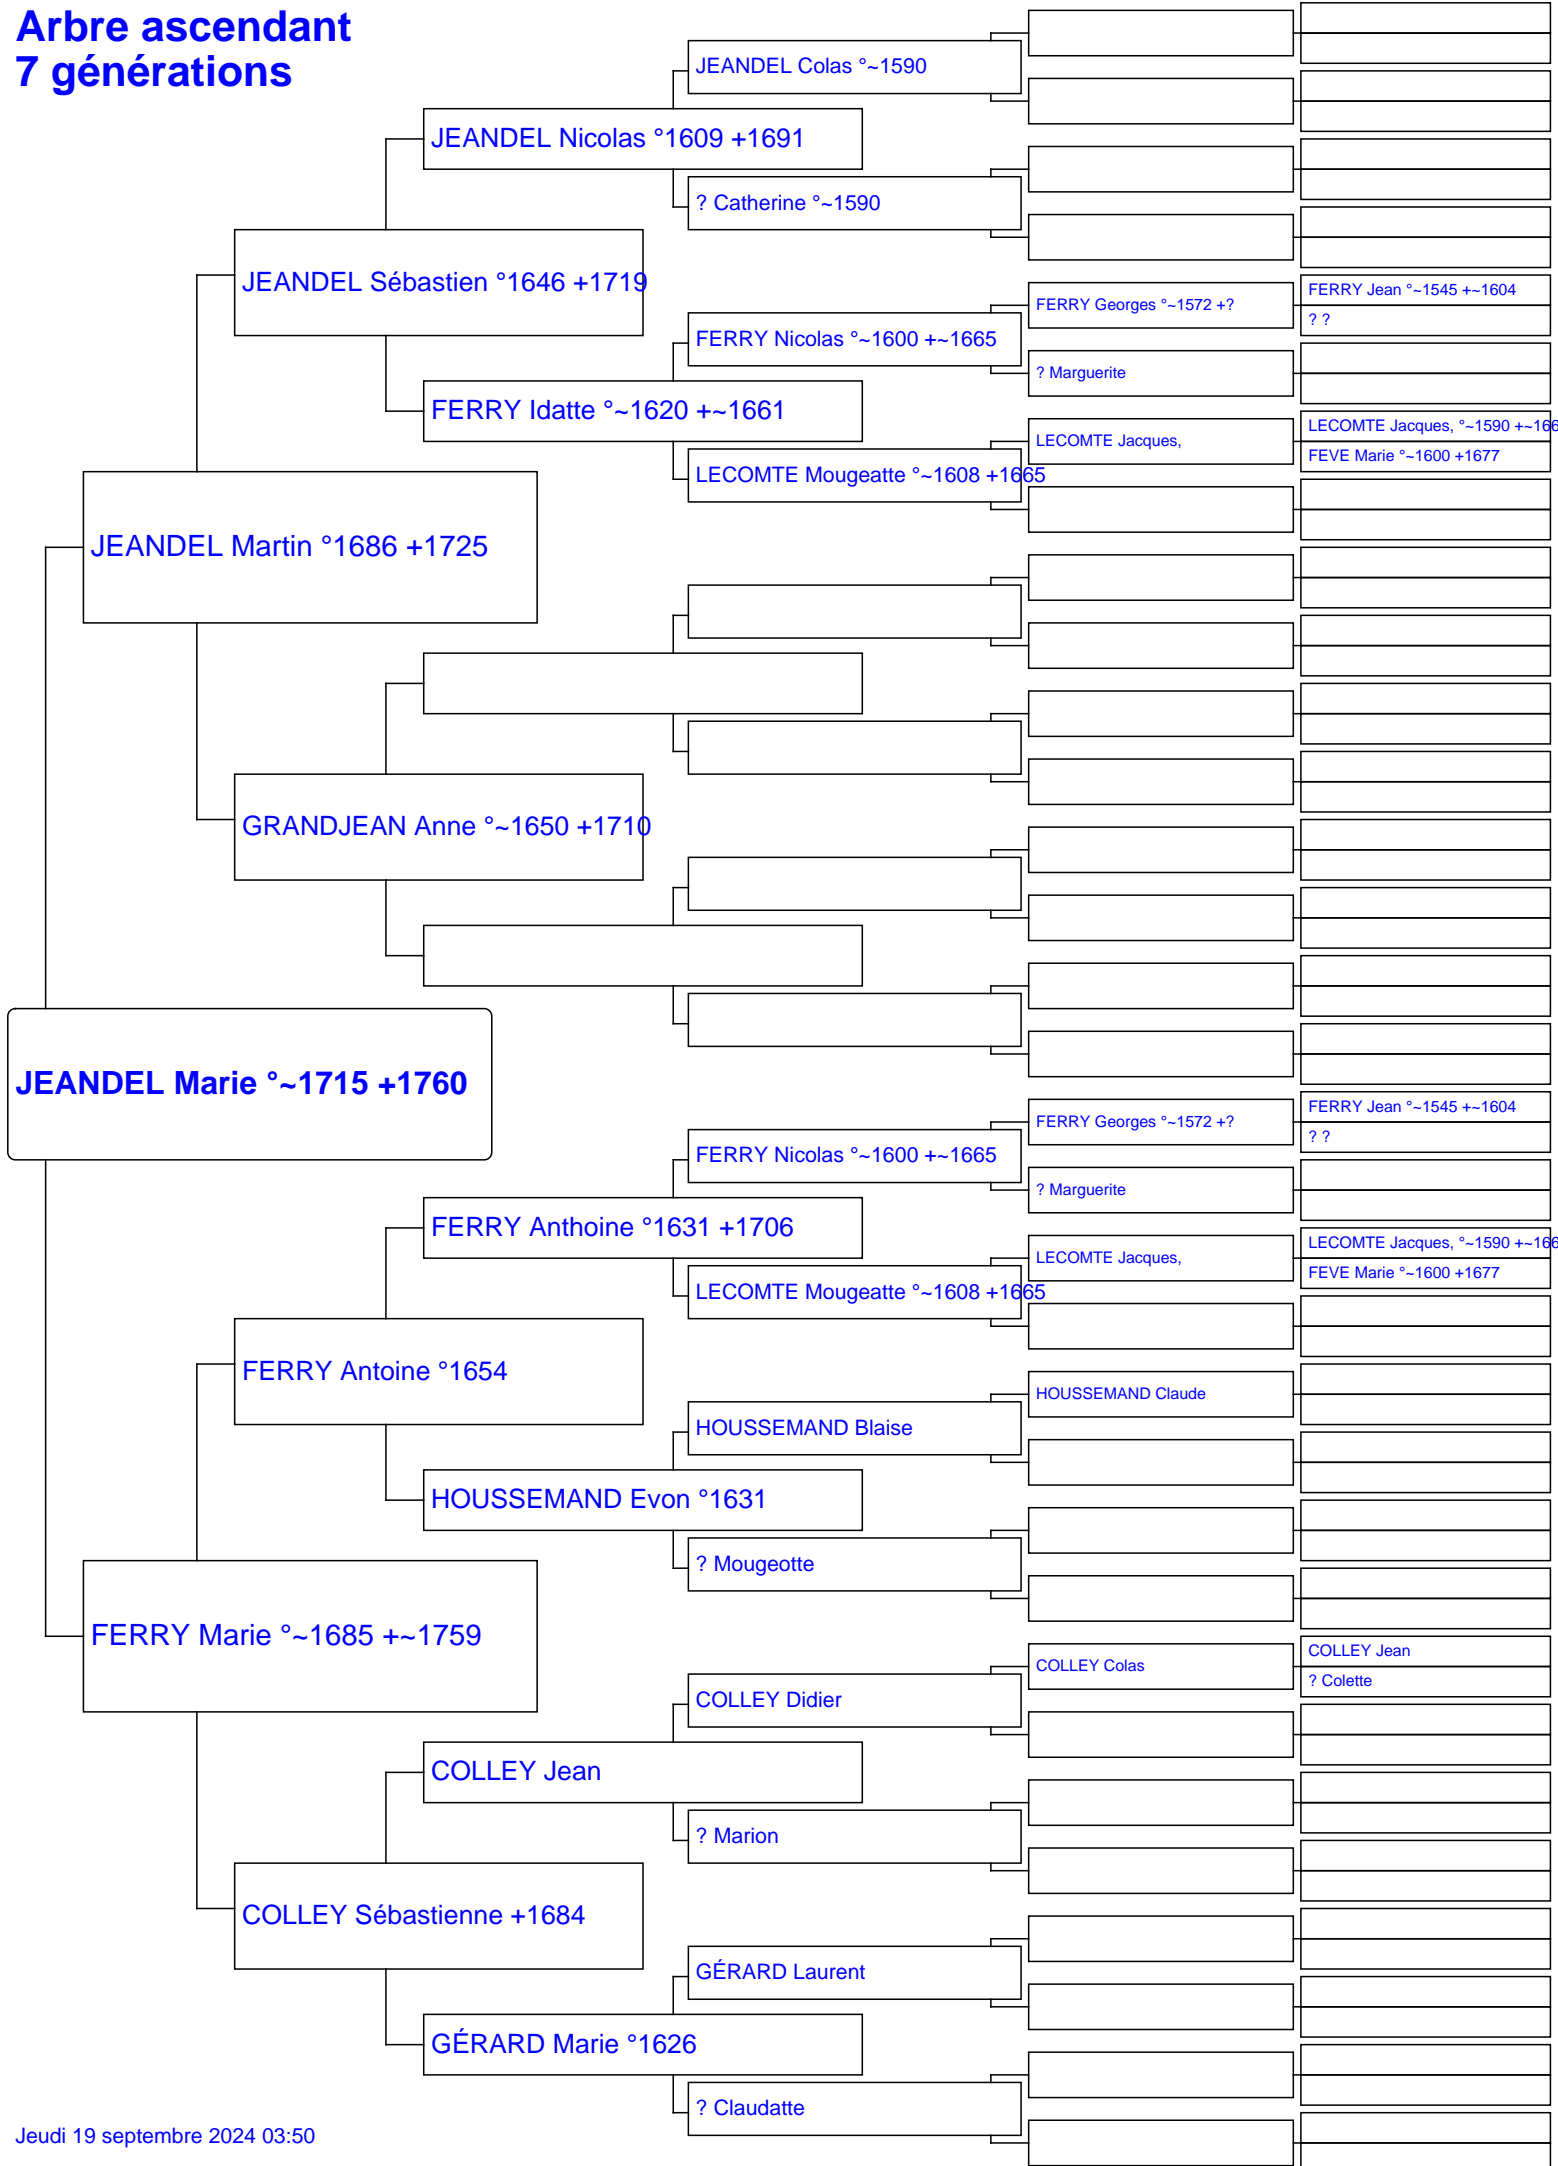 Arbre ascendant
7 générations
JEANDEL Colas °~1590
JEANDEL Nicolas °1609 +1691
? Catherine °~1590
JEANDEL Sébastien °1646 +1719
FERRY Jean °~1545 +~1604
FERRY Georges °~1572 +?
? ?
FERRY Nicolas °~1600 +~1665
? Marguerite
FERRY Idatte °~1620 +~1661
LECOMTE Jacques, °~1590 +~166
LECOMTE Jacques,
FEVE Marie °~1600 +1677
LECOMTE Mougeatte °~1608 +1665
JEANDEL Martin °1686 +1725
GRANDJEAN Anne °~1650 +1710
JEANDEL Marie °~1715 +1760
FERRY Jean °~1545 +~1604
FERRY Georges °~1572 +?
? ?
FERRY Nicolas °~1600 +~1665
? Marguerite
FERRY Anthoine °1631 +1706
LECOMTE Jacques, °~1590 +~166
LECOMTE Jacques,
FEVE Marie °~1600 +1677
LECOMTE Mougeatte °~1608 +1665
FERRY Antoine °1654
HOUSSEMAND Claude
HOUSSEMAND Blaise
HOUSSEMAND Evon °1631
? Mougeotte
FERRY Marie °~1685 +~1759
COLLEY Jean
COLLEY Colas
? Colette
COLLEY Didier
COLLEY Jean
? Marion
COLLEY Sébastienne +1684
GÉRARD Laurent
GÉRARD Marie °1626
? Claudatte
Jeudi 19 septembre 2024 03:50